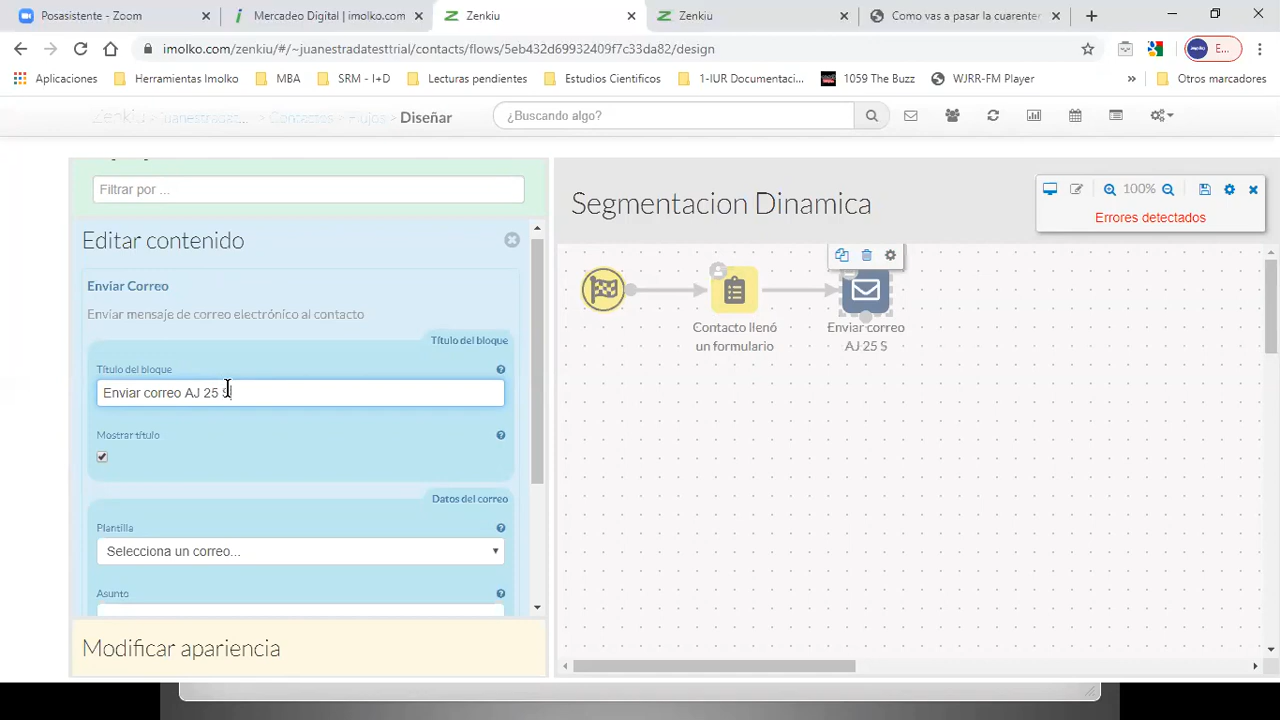 Posasistente - Zoom
Mercadeo Digital | imolko.com
Zenkiu
Zenkiu
Como vas a pasar la cuarenter
imolko.com/zenkiu/#/~juanestradatesttrial/contacts/flows/5eb432d69932409f7c33da82/design
E...
Aplicaciones
Herramientas Imolko
MBA
SRM - I+D
Lecturas pendientes
Estudios Cientificos
1-IUR Documentaci...
1059 The Buzz
WJRR-FM Player
»
Otros marcadores
Zenkiu > juanestradat... > Contactos > Flujos > Diseñar
¿Buscando algo?
Filtrar por ...
Editar contenido
Enviar Correo
Enviar mensaje de correo electrónico al contacto
Título del bloque
Título del bloque
Enviar correo AJ 25 S
Mostrar título
Datos del correo
Plantilla
Selecciona un correo...
Asunto
Modificar apariencia
Segmentacion Dinamica
100%
Errores detectados
Contacto llenó
un formulario
Enviar correo
AJ 25 S